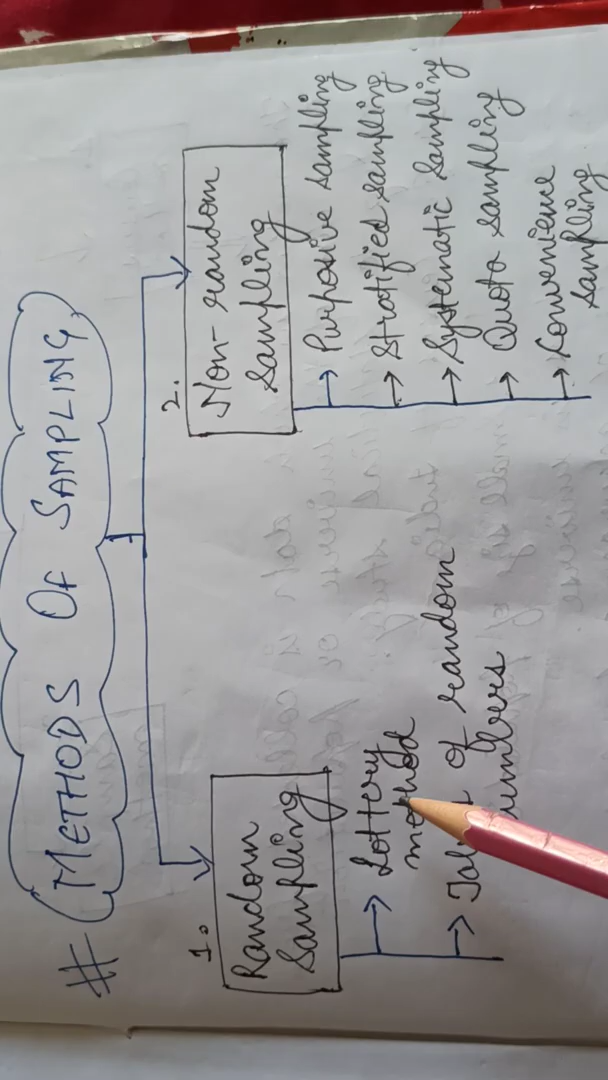 # METHODS OF SAMPLING
1.
Random
Sampling
→ Lottery
method
→ of random
numbers
2.
Non-random
Sampling
→ Purposive sampling
→ Stratified sampling
→ Systematic sampling
→ Quota sampling
→ Convenience
sampling